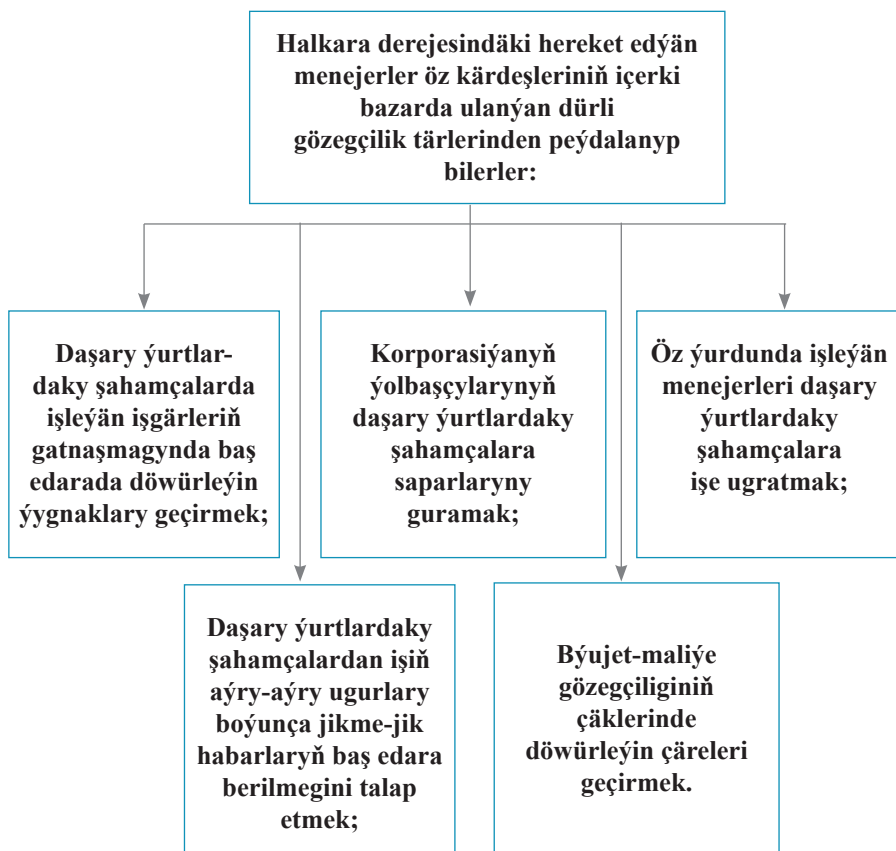 Halkara derejesindäki hereket edýän
menejerler öz kärdeşleriniň içerki
bazarda ulanýan dürli
gözegçilik tärlerinden peýdalanyp
bilerler:
Daşary ýurtlar-
daky şahamçalarda
işleýän işgärleriň
gatnaşmagynda baş
edarada döwürleýin
ýygnaklary geçirmek;
Korporasiýanyň
ýolbaşçylarynyň
daşary ýurtlardaky
şahamçalara
saparlaryny
guramak;
Öz ýurdunda işleýän
menejerleri daşary
ýurtlardaky
şahamçalara
işe ugratmak;
Daşary ýurtlardaky
şahamçalardan işiň
aýry-aýry ugurlary
boýunça jikme-jik
habarlaryň baş edara
berilmegini talap
etmek;
Býujet-maliýe
gözegçiliginiň
çäklerinde
döwürleýin çäreleri
geçirmek.